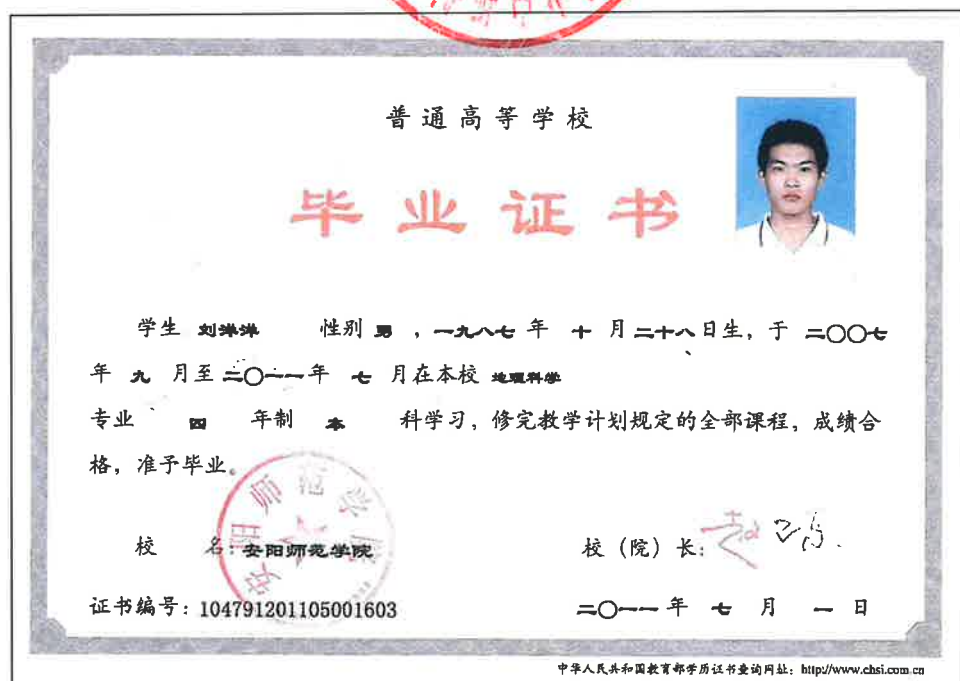 普通高等学校
毕业证书
学生 刘洋洋 性别 男 ，一九八七 年 十 月二十八日生，于 二〇〇七
年 九 月至 二〇一一年 七 月在本校 地理科学
专业 四 年制 本 科学习，修完教学计划规定的全部课程，成绩合
格，准予毕业。
安阳师范学院
校 名：安阳师范学院
校（院）长：
证书编号：104791201105001603
二〇一一 年 七 月 一 日
中华人民共和国教育部学历证书查询网址：http://www.chsi.com.cn